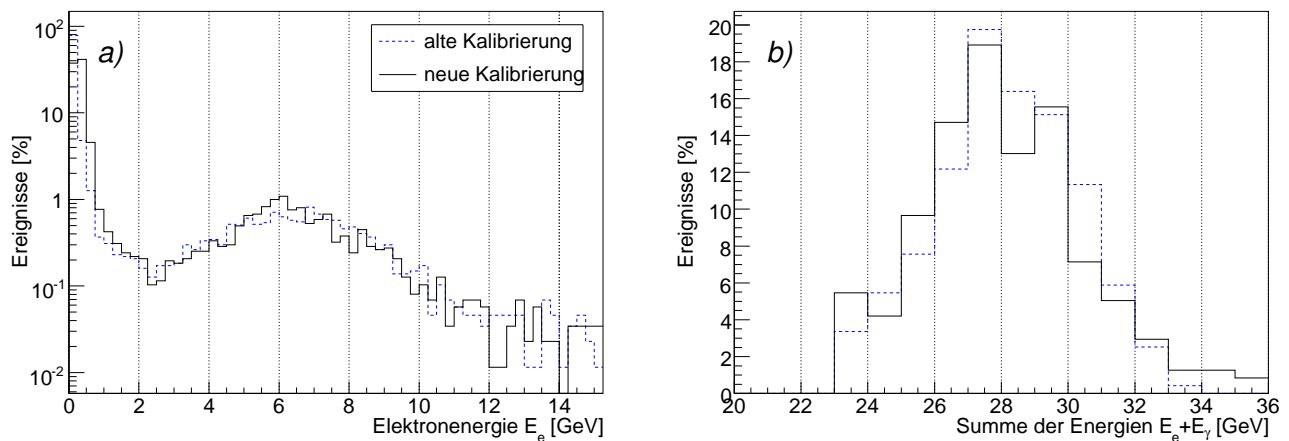 a)
alte Kalibrierung
neue Kalibrierung
Ereignisse [%]
10²
10
1
10⁻¹
10⁻²
0 2 4 6 8 10 12 14
Elektronenergie E_e [GeV]
b)
Ereignisse [%]
20
18
16
14
12
10
8
6
4
2
0
20 22 24 26 28 30 32 34 36
Summe der Energien E_e+E_γ [GeV]